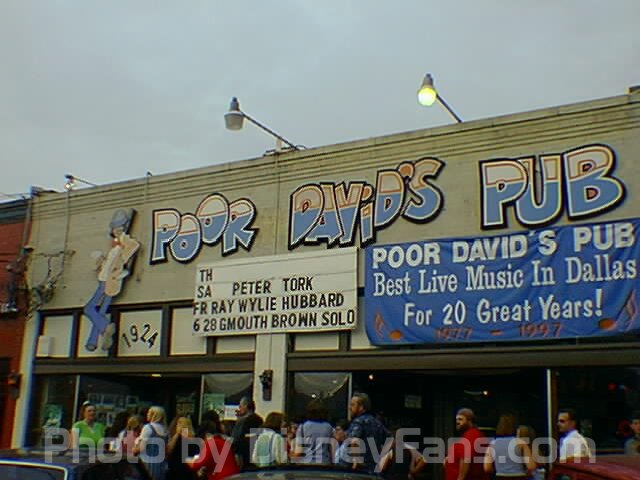 POOR DAVID'S PUB
TH
SA PETER TORK
FR RAY WYLIE HUBBARD
6 28 GMOUTH BROWN SOLO
POOR DAVID'S PUB
Best Live Music In Dallas
For 20 Great Years!
1977 - 1997
1924
Photo by DisneyFans.com